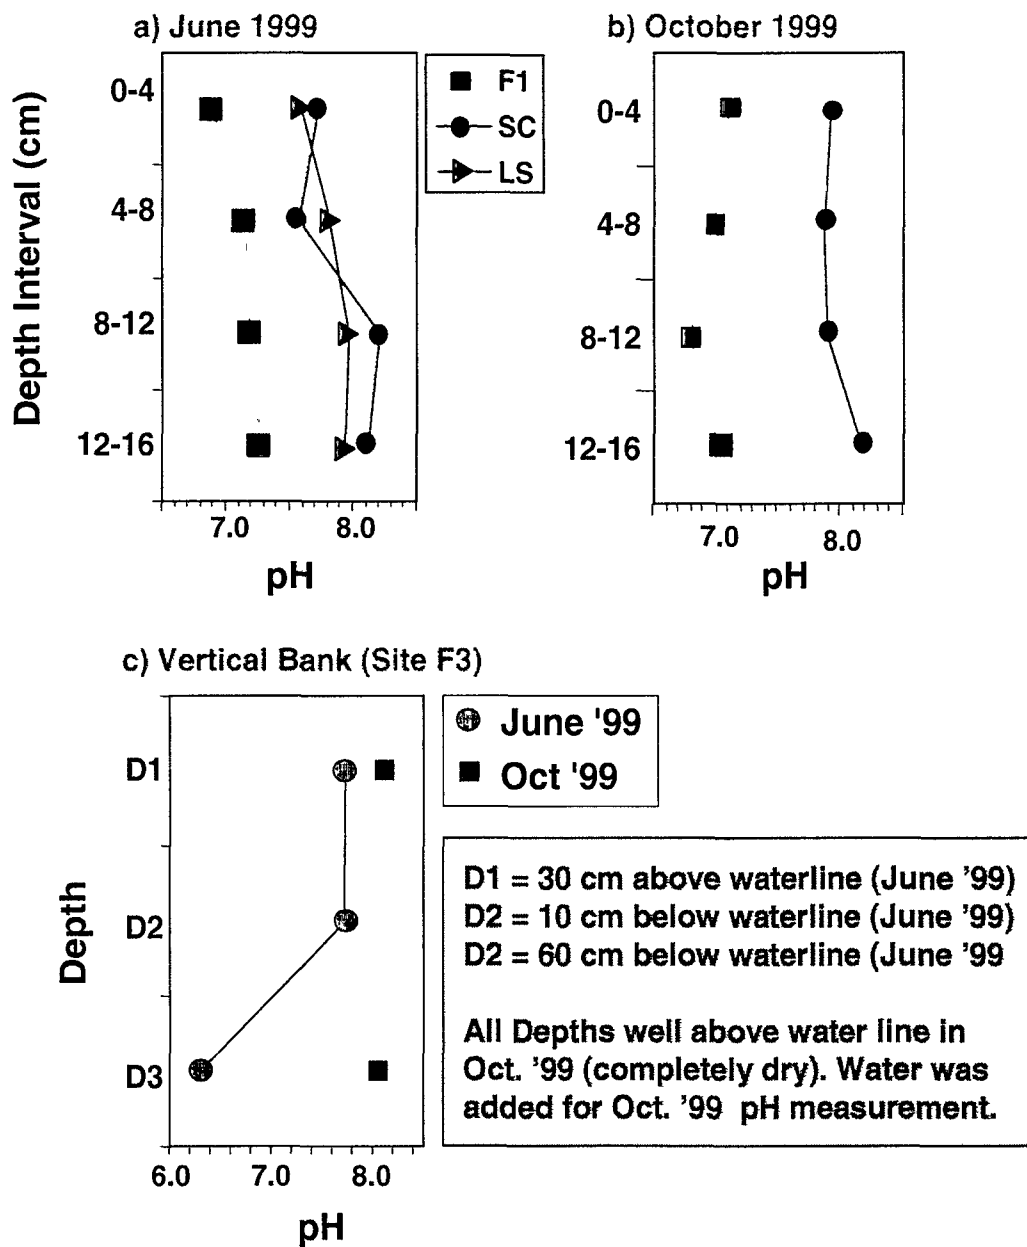 a) June 1999
b) October 1999
Depth Interval (cm)
0-4
4-8
8-12
12-16
7.0 8.0
pH
F1
SC
LS
0-4
4-8
8-12
12-16
7.0 8.0
pH
c) Vertical Bank (Site F3)
Depth
D1
D2
D3
6.0 7.0 8.0
pH
June '99
Oct '99
D1 = 30 cm above waterline (June '99)
D2 = 10 cm below waterline (June '99)
D2 = 60 cm below waterline (June '99
All Depths well above water line in
Oct. '99 (completely dry). Water was
added for Oct. '99 pH measurement.